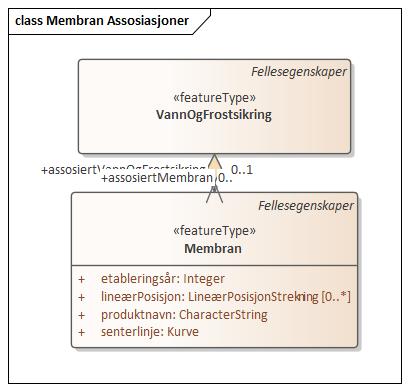 class Membran Assosiasjoner
Fellesegenskaper
«featureType»
VannOgFrostsikring
+assosiertVannOgFrostsikring 0..1
+assosiertMembran 0..
Fellesegenskaper
«featureType»
Membran
+ etableringsår: Integer
+ lineærPosisjon: LineærPosisjonStrekning [0..*]
+ produktnavn: CharacterString
+ senterlinje: Kurve